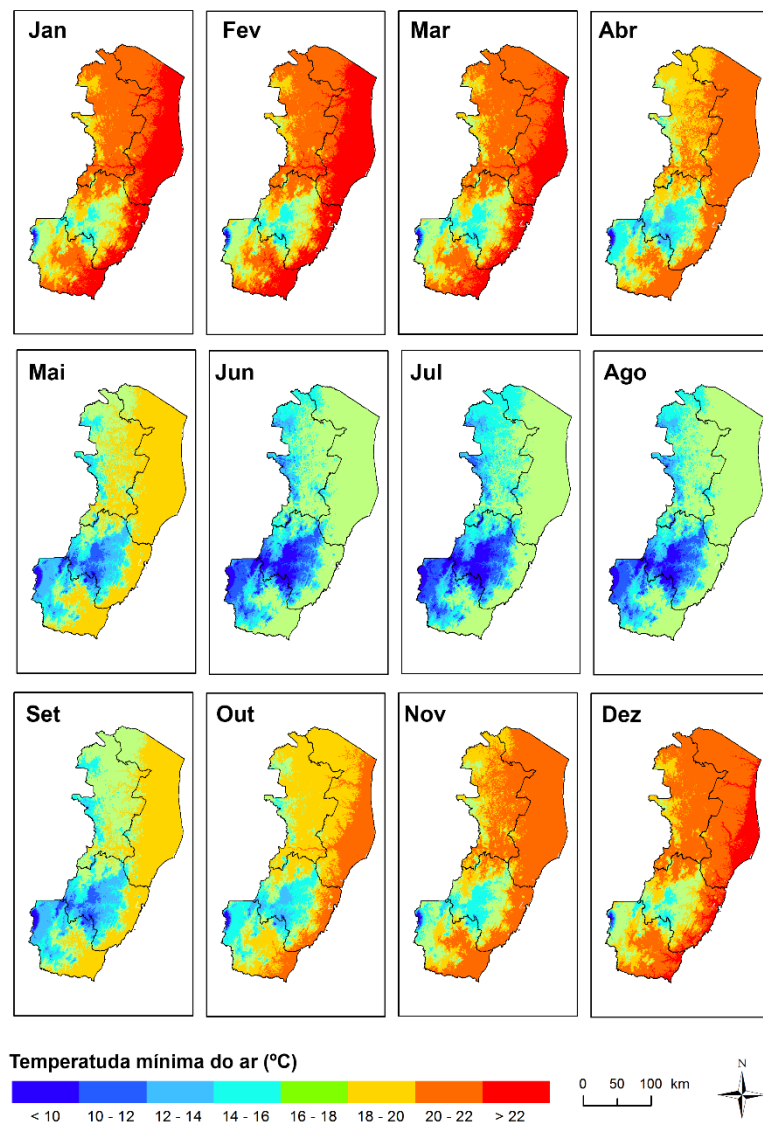 Jan Fev Mar Abr
Mai Jun Jul Ago
Set Out Nov Dez
Temperatuda mínima do ar (ºC)
< 10 10 - 12 12 - 14 14 - 16 16 - 18 18 - 20 20 - 22 > 22
0 50 100 km
N